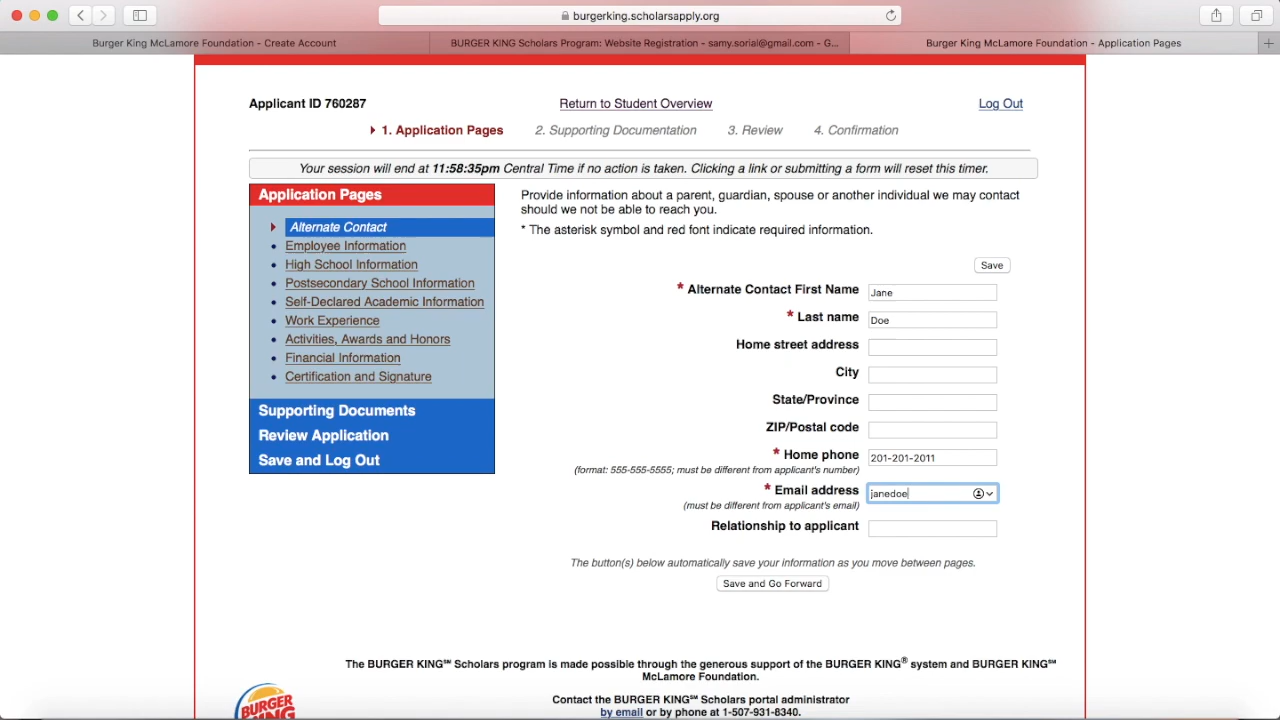 burgerking.scholarsapply.org
Burger King McLamore Foundation - Create Account
BURGER KING Scholars Program: Website Registration - samy.sorial@gmail.com - G...
Burger King McLamore Foundation - Application Pages
Applicant ID 760287
Return to Student Overview
Log Out
1. Application Pages
2. Supporting Documentation
3. Review
4. Confirmation
Your session will end at 11:58:35pm Central Time if no action is taken. Clicking a link or submitting a form will reset this timer.
Application Pages
Alternate Contact
Employee Information
High School Information
Postsecondary School Information
Self-Declared Academic Information
Work Experience
Activities, Awards and Honors
Financial Information
Certification and Signature
Supporting Documents
Review Application
Save and Log Out
Provide information about a parent, guardian, spouse or another individual we may contact
should we not be able to reach you.
* The asterisk symbol and red font indicate required information.
Save
* Alternate Contact First Name Jane
* Last name Doe
Home street address
City
State/Province
ZIP/Postal code
* Home phone 201-201-2011
(format: 555-555-5555; must be different from applicant's number)
* Email address janedoe
(must be different from applicant's email)
Relationship to applicant
The button(s) below automatically save your information as you move between pages.
Save and Go Forward
The BURGER KING℠ Scholars program is made possible through the generous support of the BURGER KING® system and BURGER KING℠
McLamore Foundation.
Contact the BURGER KING℠ Scholars portal administrator
by email or by phone at 1-507-931-8340.
BURGER
KING